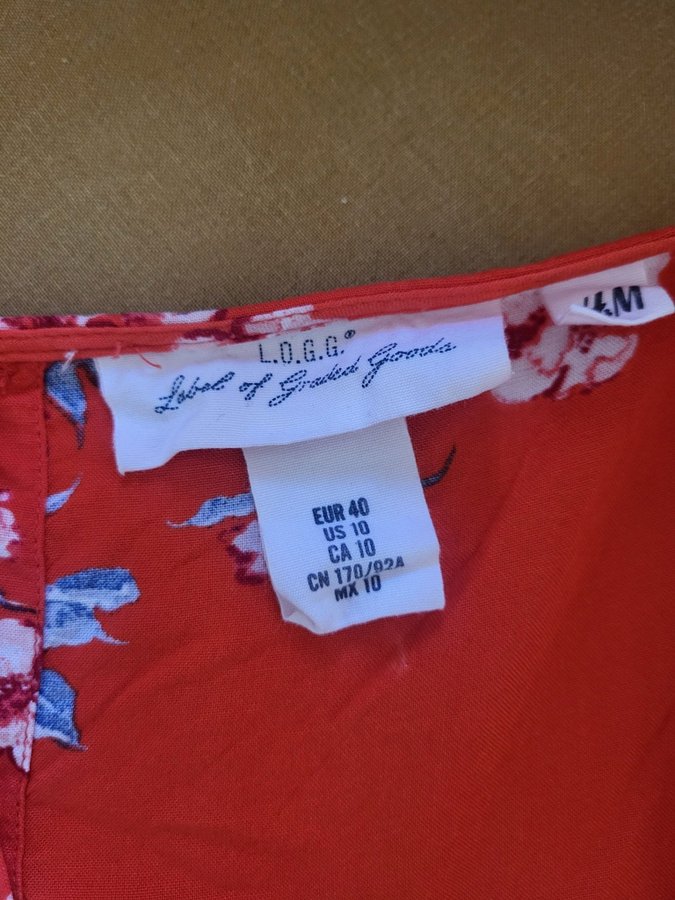 L.O.G.G.®
Label of Graded Goods
EUR 40
US 10
CA 10
CN 170/92A
MX 10